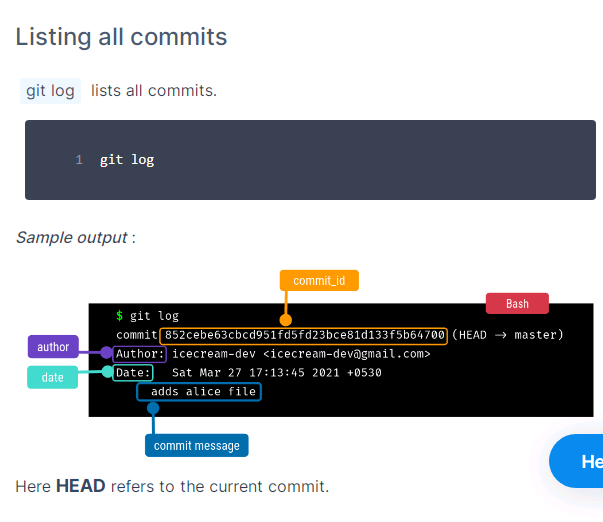 Listing all commits
git log lists all commits.
1 git log
Sample output :
commit_id
Bash
$ git log
commit 852cebe63cbcd951fd5fd23bce81d133f5b64700 (HEAD → master)
author
Author: icecream-dev <icecream-dev@gmail.com>
date
Date: Sat Mar 27 17:13:45 2021 +0530
adds alice file
commit message
He
Here HEAD refers to the current commit.